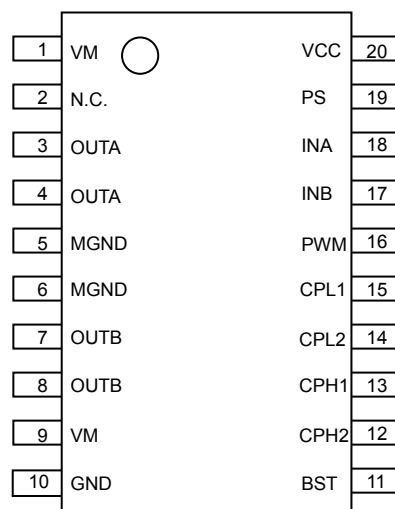 1 VM VCC 20
2 N.C. PS 19
3 OUTA INA 18
4 OUTA INB 17
5 MGND PWM 16
6 MGND CPL1 15
7 OUTB CPL2 14
8 OUTB CPH1 13
9 VM CPH2 12
10 GND BST 11